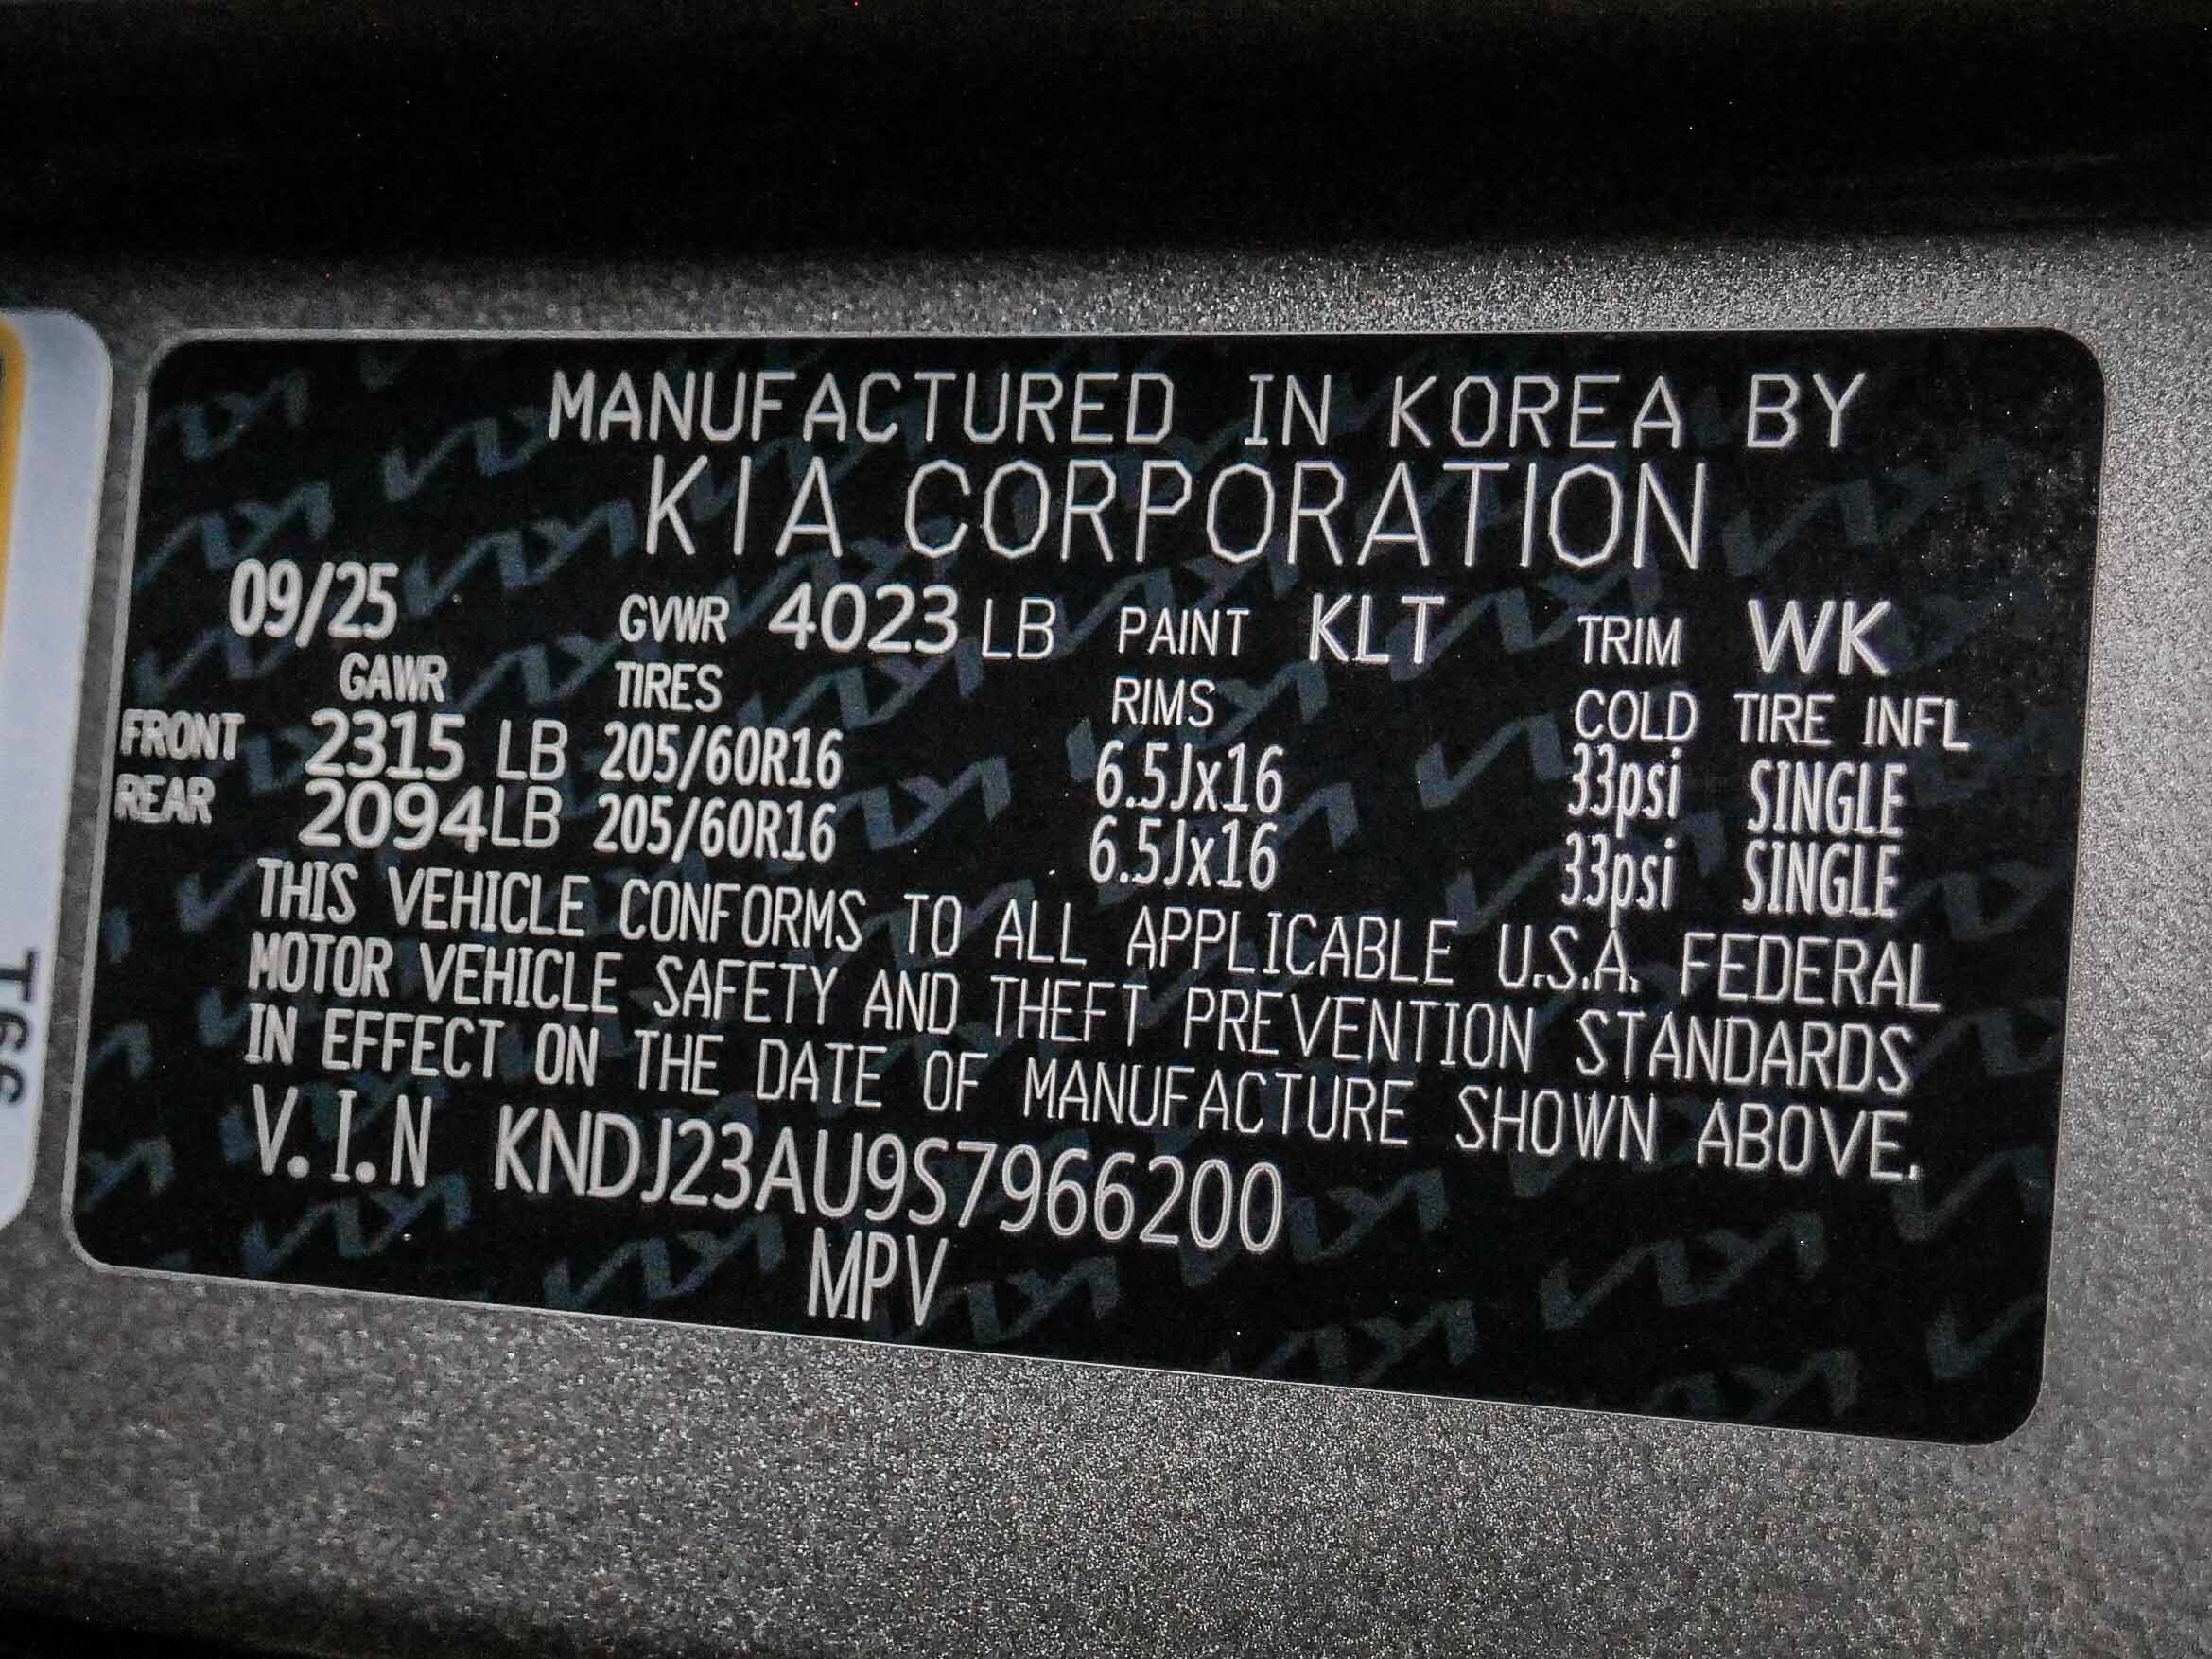 MANUFACTURED IN KOREA BY
KIA CORPORATION
09/25 GVWR 4023 LB PAINT KLT TRIM WK
GAWR TIRES RIMS COLD TIRE INFL
FRONT 2315 LB 205/60R16 6.5Jx16 33psi SINGLE
REAR 2094LB 205/60R16 6.5Jx16 33psi SINGLE
THIS VEHICLE CONFORMS TO ALL APPLICABLE U.S.A. FEDERAL
MOTOR VEHICLE SAFETY AND THEFT PREVENTION STANDARDS
IN EFFECT ON THE DATE OF MANUFACTURE SHOWN ABOVE.
V.I.N KNDJ23AU9S7966200
MPV